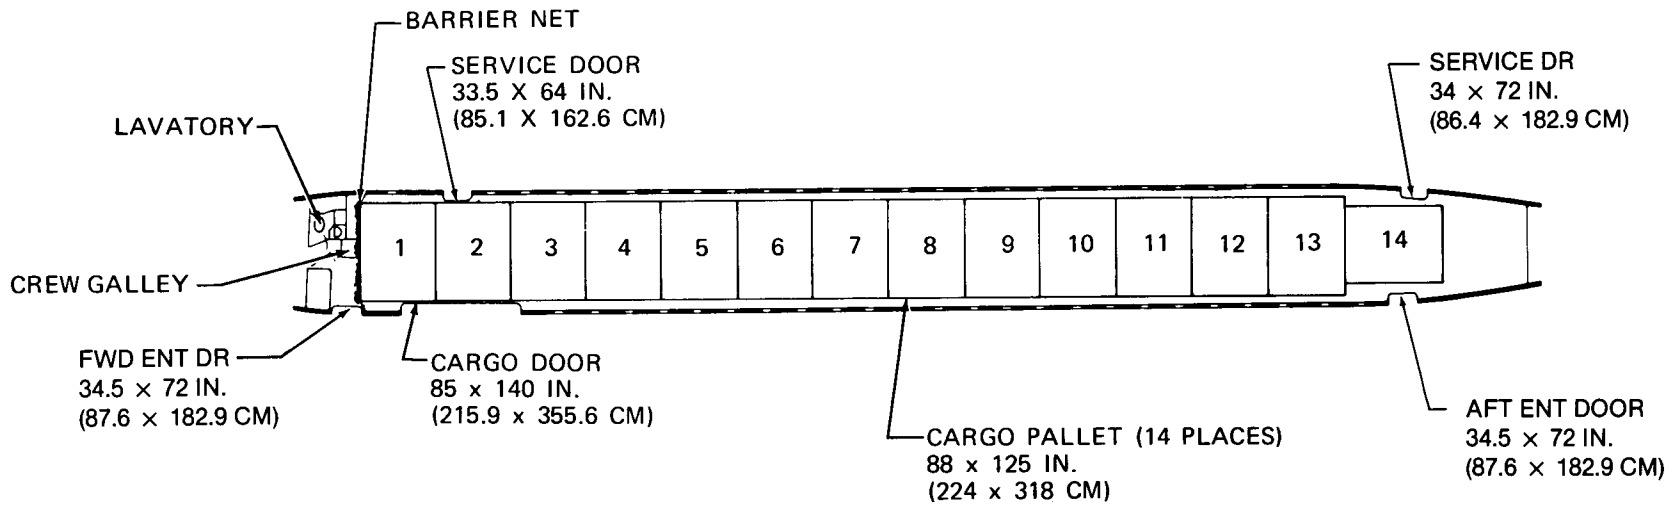 BARRIER NET
SERVICE DOOR
33.5 X 64 IN.
(85.1 X 162.6 CM)
SERVICE DR
34 × 72 IN.
(86.4 × 182.9 CM)
LAVATORY
1 2 3 4 5 6 7 8 9 10 11 12 13 14
CREW GALLEY
FWD ENT DR
34.5 × 72 IN.
(87.6 × 182.9 CM)
CARGO DOOR
85 x 140 IN.
(215.9 x 355.6 CM)
CARGO PALLET (14 PLACES)
88 x 125 IN.
(224 x 318 CM)
AFT ENT DOOR
34.5 × 72 IN.
(87.6 × 182.9 CM)